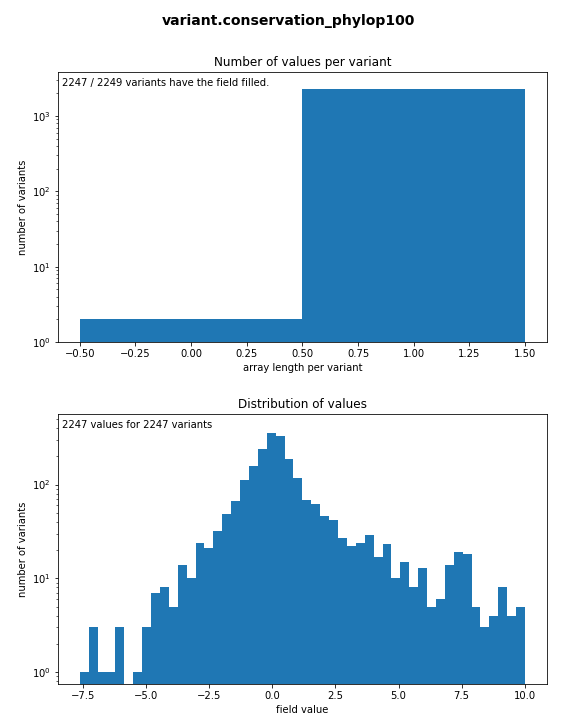 variant.conservation_phylop100
Number of values per variant
2247 / 2249 variants have the field filled.
10³
10²
10¹
10⁰
number of variants
−0.50 −0.25 0.00 0.25 0.50 0.75 1.00 1.25 1.50
array length per variant
Distribution of values
2247 values for 2247 variants
10²
10¹
10⁰
number of variants
−7.5 −5.0 −2.5 0.0 2.5 5.0 7.5 10.0
field value